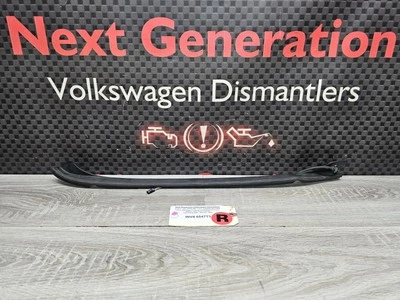 Next Generation
Volkswagen Dismantlers
R